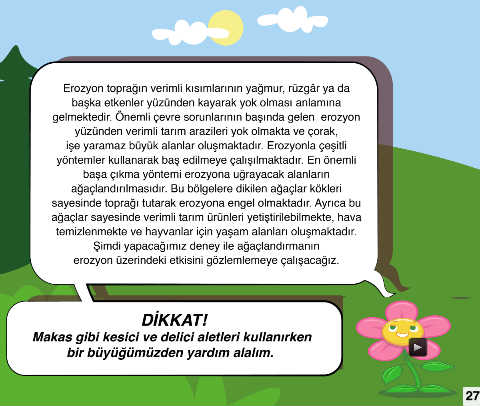 Erozyon toprağın verimli kısımlarının yağmur, rüzgâr ya da
başka etkenler yüzünden kayarak yok olması anlamına
gelmektedir. Önemli çevre sorunlarının başında gelen erozyon
yüzünden verimli tarım arazileri yok olmakta ve çorak,
işe yaramaz büyük alanlar oluşmaktadır. Erozyonla çeşitli
yöntemler kullanarak baş edilmeye çalışılmaktadır. En önemli
başa çıkma yöntemi erozyona uğrayacak alanların
ağaçlandırılmasıdır. Bu bölgelere dikilen ağaçlar kökleri
sayesinde toprağı tutarak erozyona engel olmaktadır. Ayrıca bu
ağaçlar sayesinde verimli tarım ürünleri yetiştirilebilmekte, hava
temizlenmekte ve hayvanlar için yaşam alanları oluşmaktadır.
Şimdi yapacağımız deney ile ağaçlandırmanın
erozyon üzerindeki etkisini gözlemlemeye çalışacağız.
DİKKAT!
Makas gibi kesici ve delici aletleri kullanırken
bir büyüğümüzden yardım alalım.
27